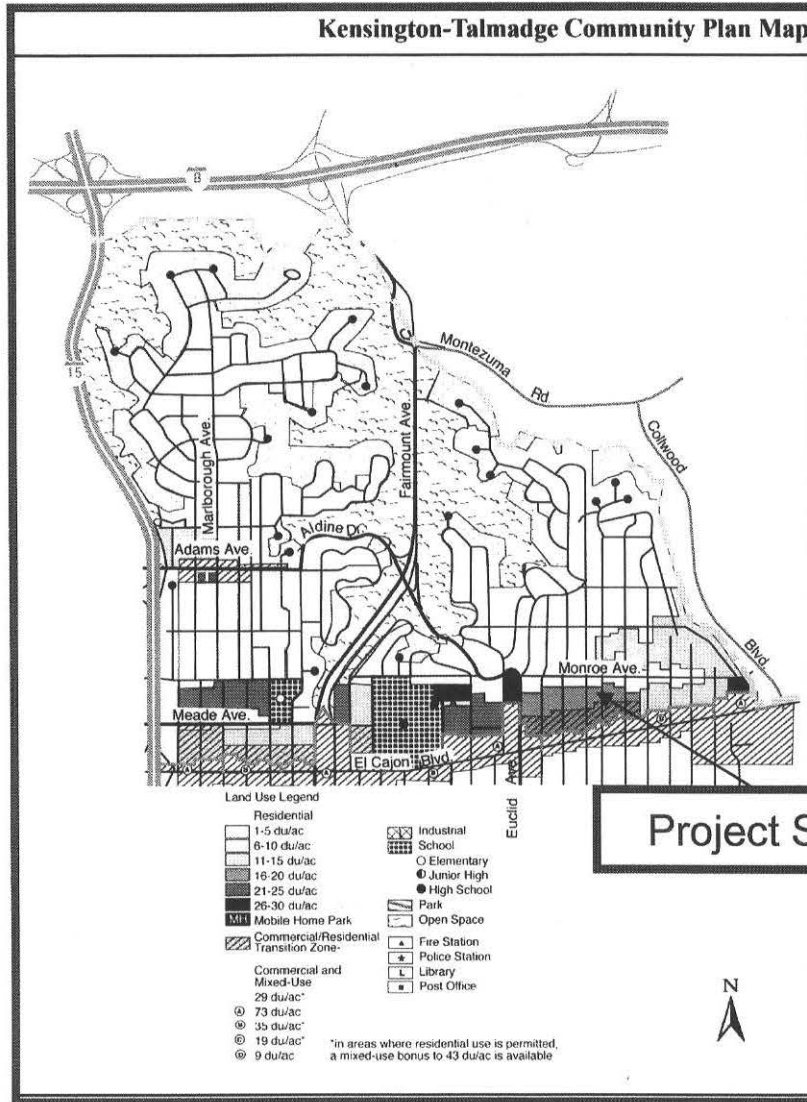 Kensington-Talmadge Community Plan Map
8
15
Montezuma
Rd.
Collwood
Blvd.
Fairmount Ave.
Marlborough Ave.
Aldine Dr.
Adams Ave.
Monroe Ave.
Meade Ave.
El Cajon Blvd.
Euclid Ave.
Project S
Land Use Legend
Residential
1-5 du/ac
6-10 du/ac
11-15 du/ac
16-20 du/ac
21-25 du/ac
26-30 du/ac
MH Mobile Home Park
Commercial/Residential
Transition Zone-
Commercial and
Mixed-Use
29 du/ac*
A 73 du/ac
M 35 du/ac*
C 19 du/ac*
D 9 du/ac
Industrial
School
Elementary
Junior High
High School
Park
Open Space
Fire Station
Police Station
L Library
Post Office
*in areas where residential use is permitted,
a mixed-use bonus to 43 du/ac is available
N